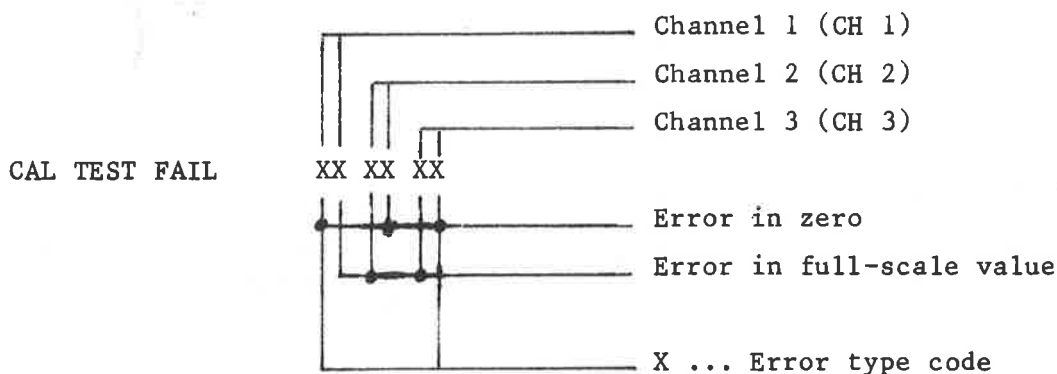 Channel 1 (CH 1)
Channel 2 (CH 2)
Channel 3 (CH 3)
CAL TEST FAIL XX XX XX
Error in zero
Error in full-scale value
X ... Error type code